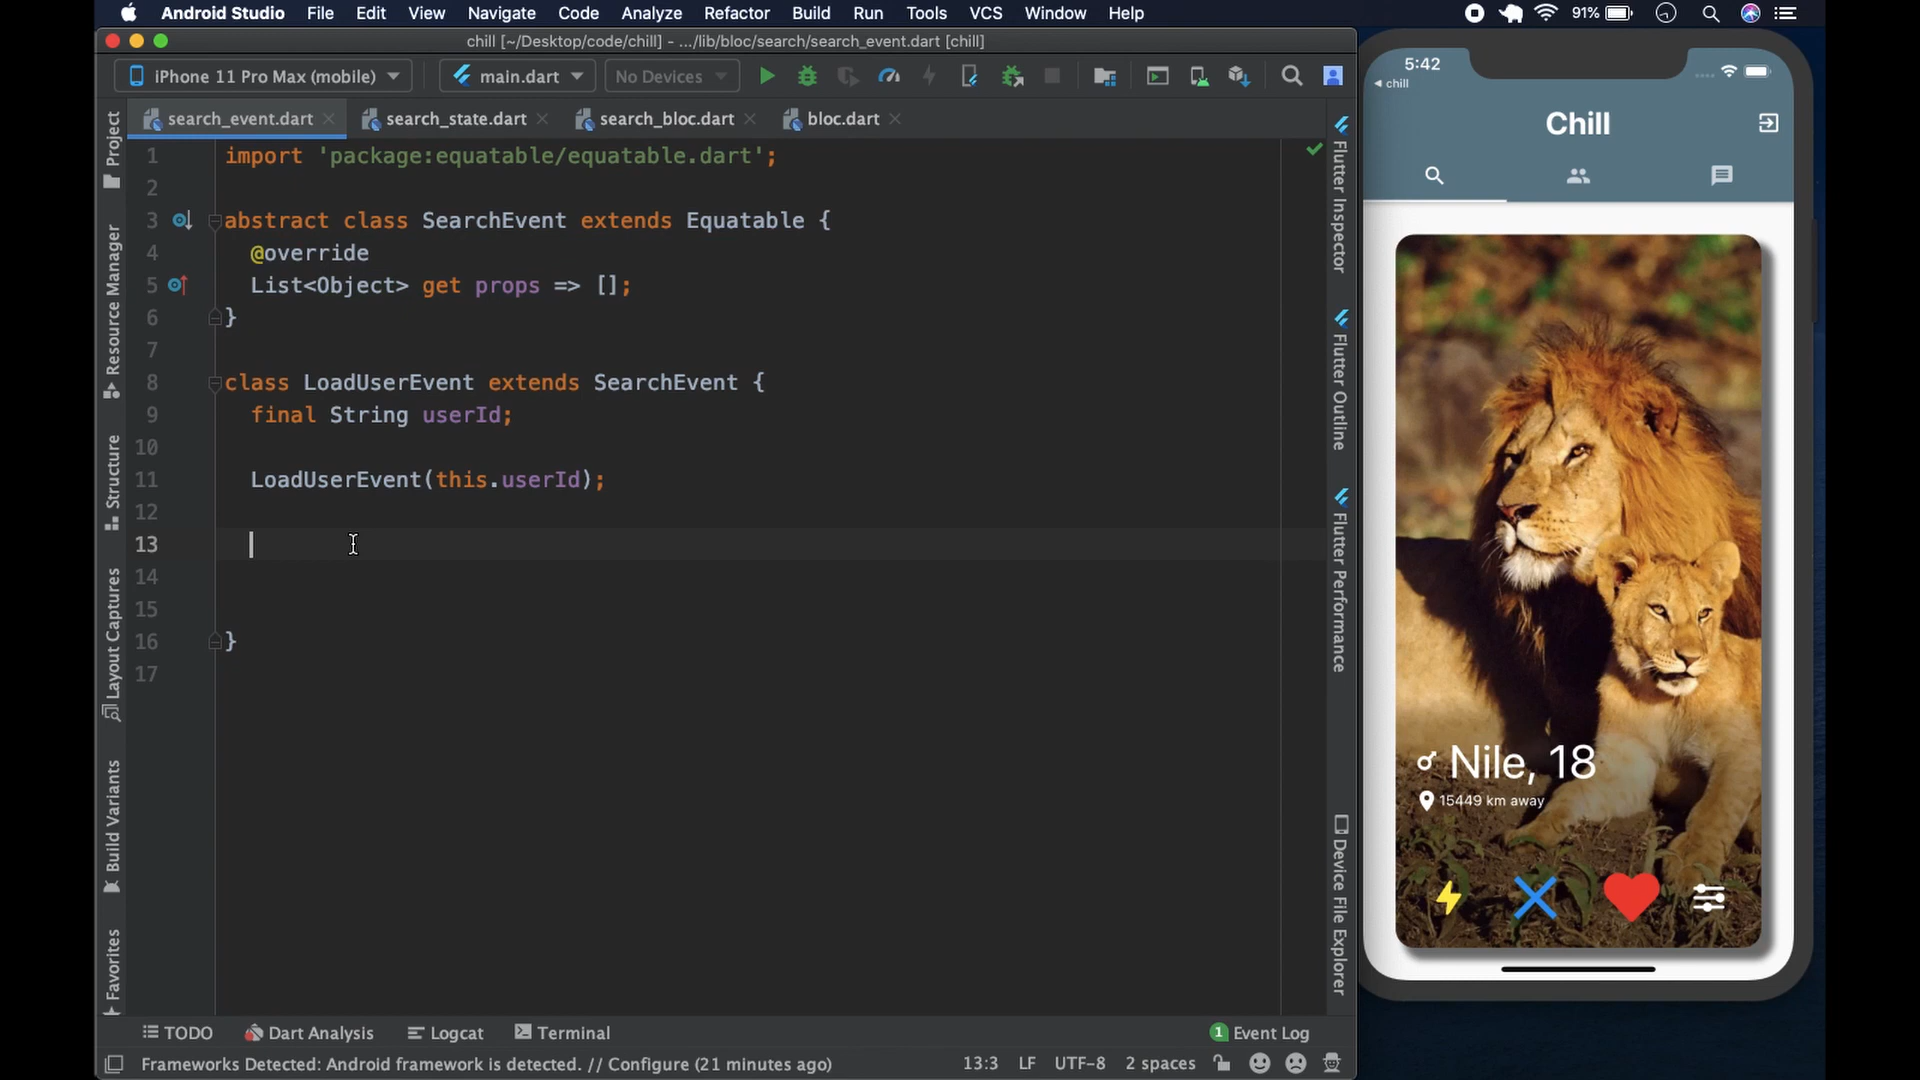 Android Studio File Edit View Navigate Code Analyze Refactor Build Run Tools VCS Window Help 91%
chill [~/Desktop/code/chill] - .../lib/bloc/search/search_event.dart [chill]
iPhone 11 Pro Max (mobile) main.dart No Devices
search_event.dart search_state.dart search_bloc.dart bloc.dart
Project
Resource Manager
Structure
Layout Captures
Build Variants
Favorites
1 import 'package:equatable/equatable.dart';
2
3 abstract class SearchEvent extends Equatable {
4 @override
5 List<Object> get props => [];
6 }
7
8 class LoadUserEvent extends SearchEvent {
9 final String userId;
10
11 LoadUserEvent(this.userId);
12
13
14
15
16 }
17
Flutter Inspector
Flutter Outline
Flutter Performance
Device File Explorer
TODO Dart Analysis Logcat Terminal 1 Event Log
Frameworks Detected: Android framework is detected. // Configure (21 minutes ago) 13:3 LF UTF-8 2 spaces
5:42
chill
Chill
Nile, 18
15449 km away